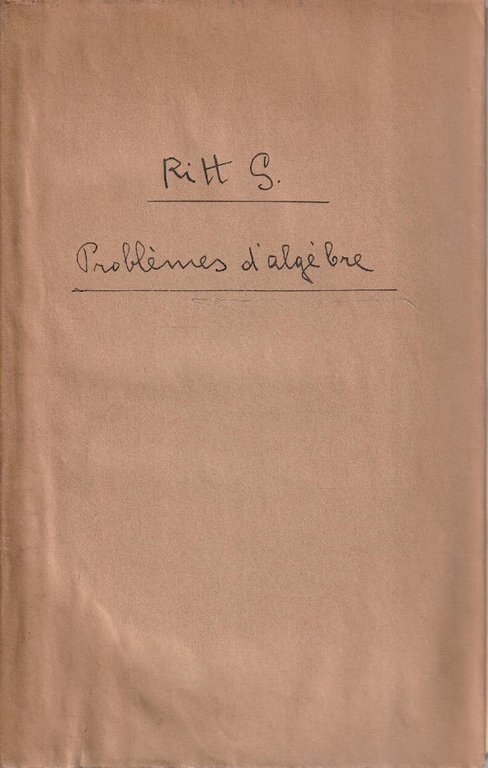 Ritt G.
Problèmes d'algèbre